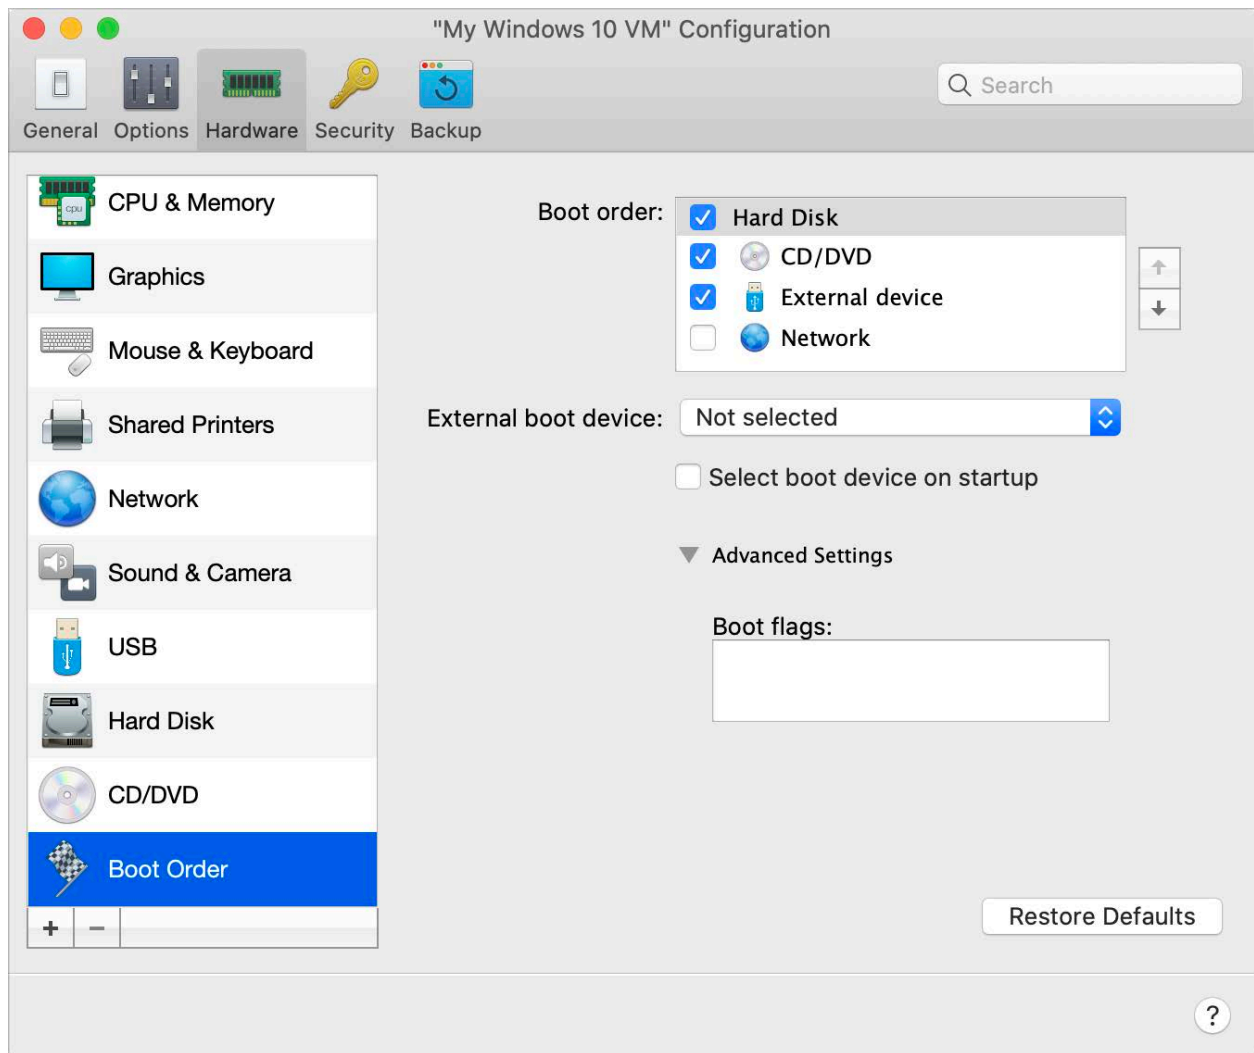 "My Windows 10 VM" Configuration
General Options Hardware Security Backup
Search
CPU & Memory
Graphics
Mouse & Keyboard
Shared Printers
Network
Sound & Camera
USB
Hard Disk
CD/DVD
Boot Order
+ −
Boot order:
Hard Disk
CD/DVD
External device
Network
External boot device: Not selected
Select boot device on startup
Advanced Settings
Boot flags:
Restore Defaults
?